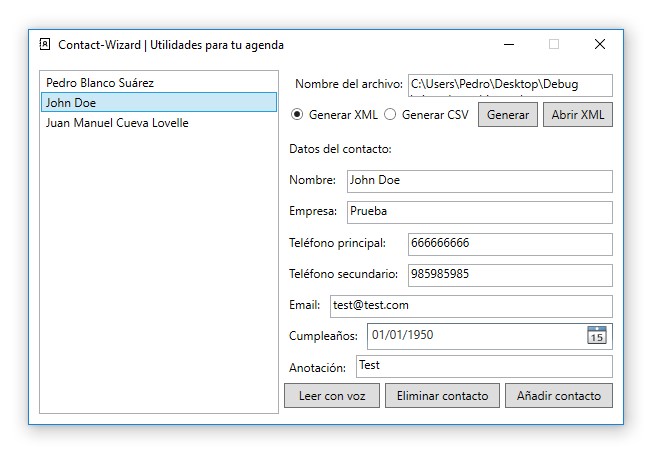 Contact-Wizard | Utilidades para tu agenda
Pedro Blanco Suárez
John Doe
Juan Manuel Cueva Lovelle
Nombre del archivo: C:\Users\Pedro\Desktop\Debug
Generar XML Generar CSV Generar Abrir XML
Datos del contacto:
Nombre: John Doe
Empresa: Prueba
Teléfono principal: 666666666
Teléfono secundario: 985985985
Email: test@test.com
Cumpleaños: 01/01/1950 15
Anotación: Test
Leer con voz Eliminar contacto Añadir contacto